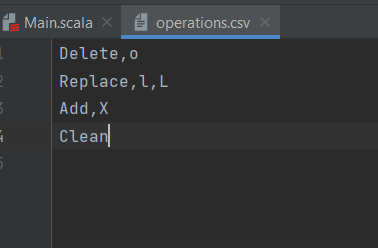 Main.scala operations.csv
1 Delete,o
2 Replace,l,L
3 Add,X
4 Clean
5